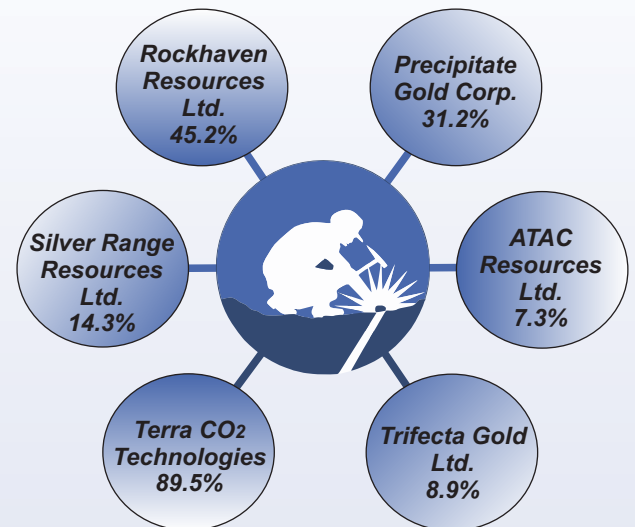 Rockhaven
Resources
Ltd.
45.2%
Precipitate
Gold Corp.
31.2%
Silver Range
Resources
Ltd.
14.3%
ATAC
Resources
Ltd.
7.3%
Terra CO2
Technologies
89.5%
Trifecta Gold
Ltd.
8.9%